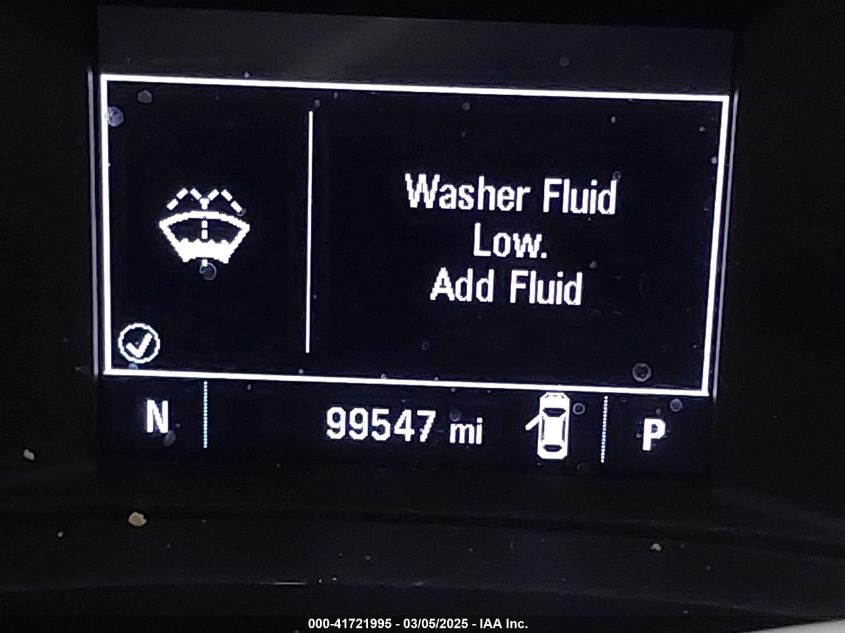 Washer Fluid
Low.
Add Fluid
N 99547 mi P
000-41721995 - 03/05/2025 - IAA Inc.